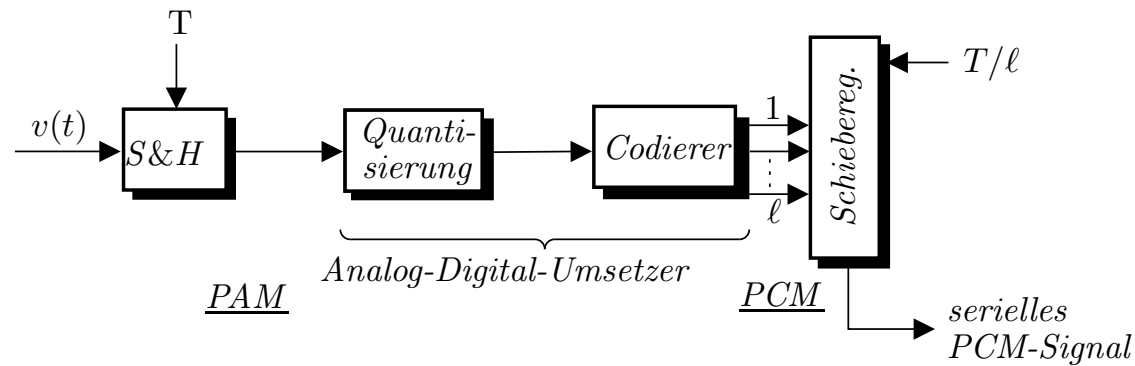 T
v(t)
S&H
Quanti-
sierung
Codierer
1
ℓ
Schiebereg.
T/ℓ
Analog-Digital-Umsetzer
PAM
PCM
serielles
PCM-Signal